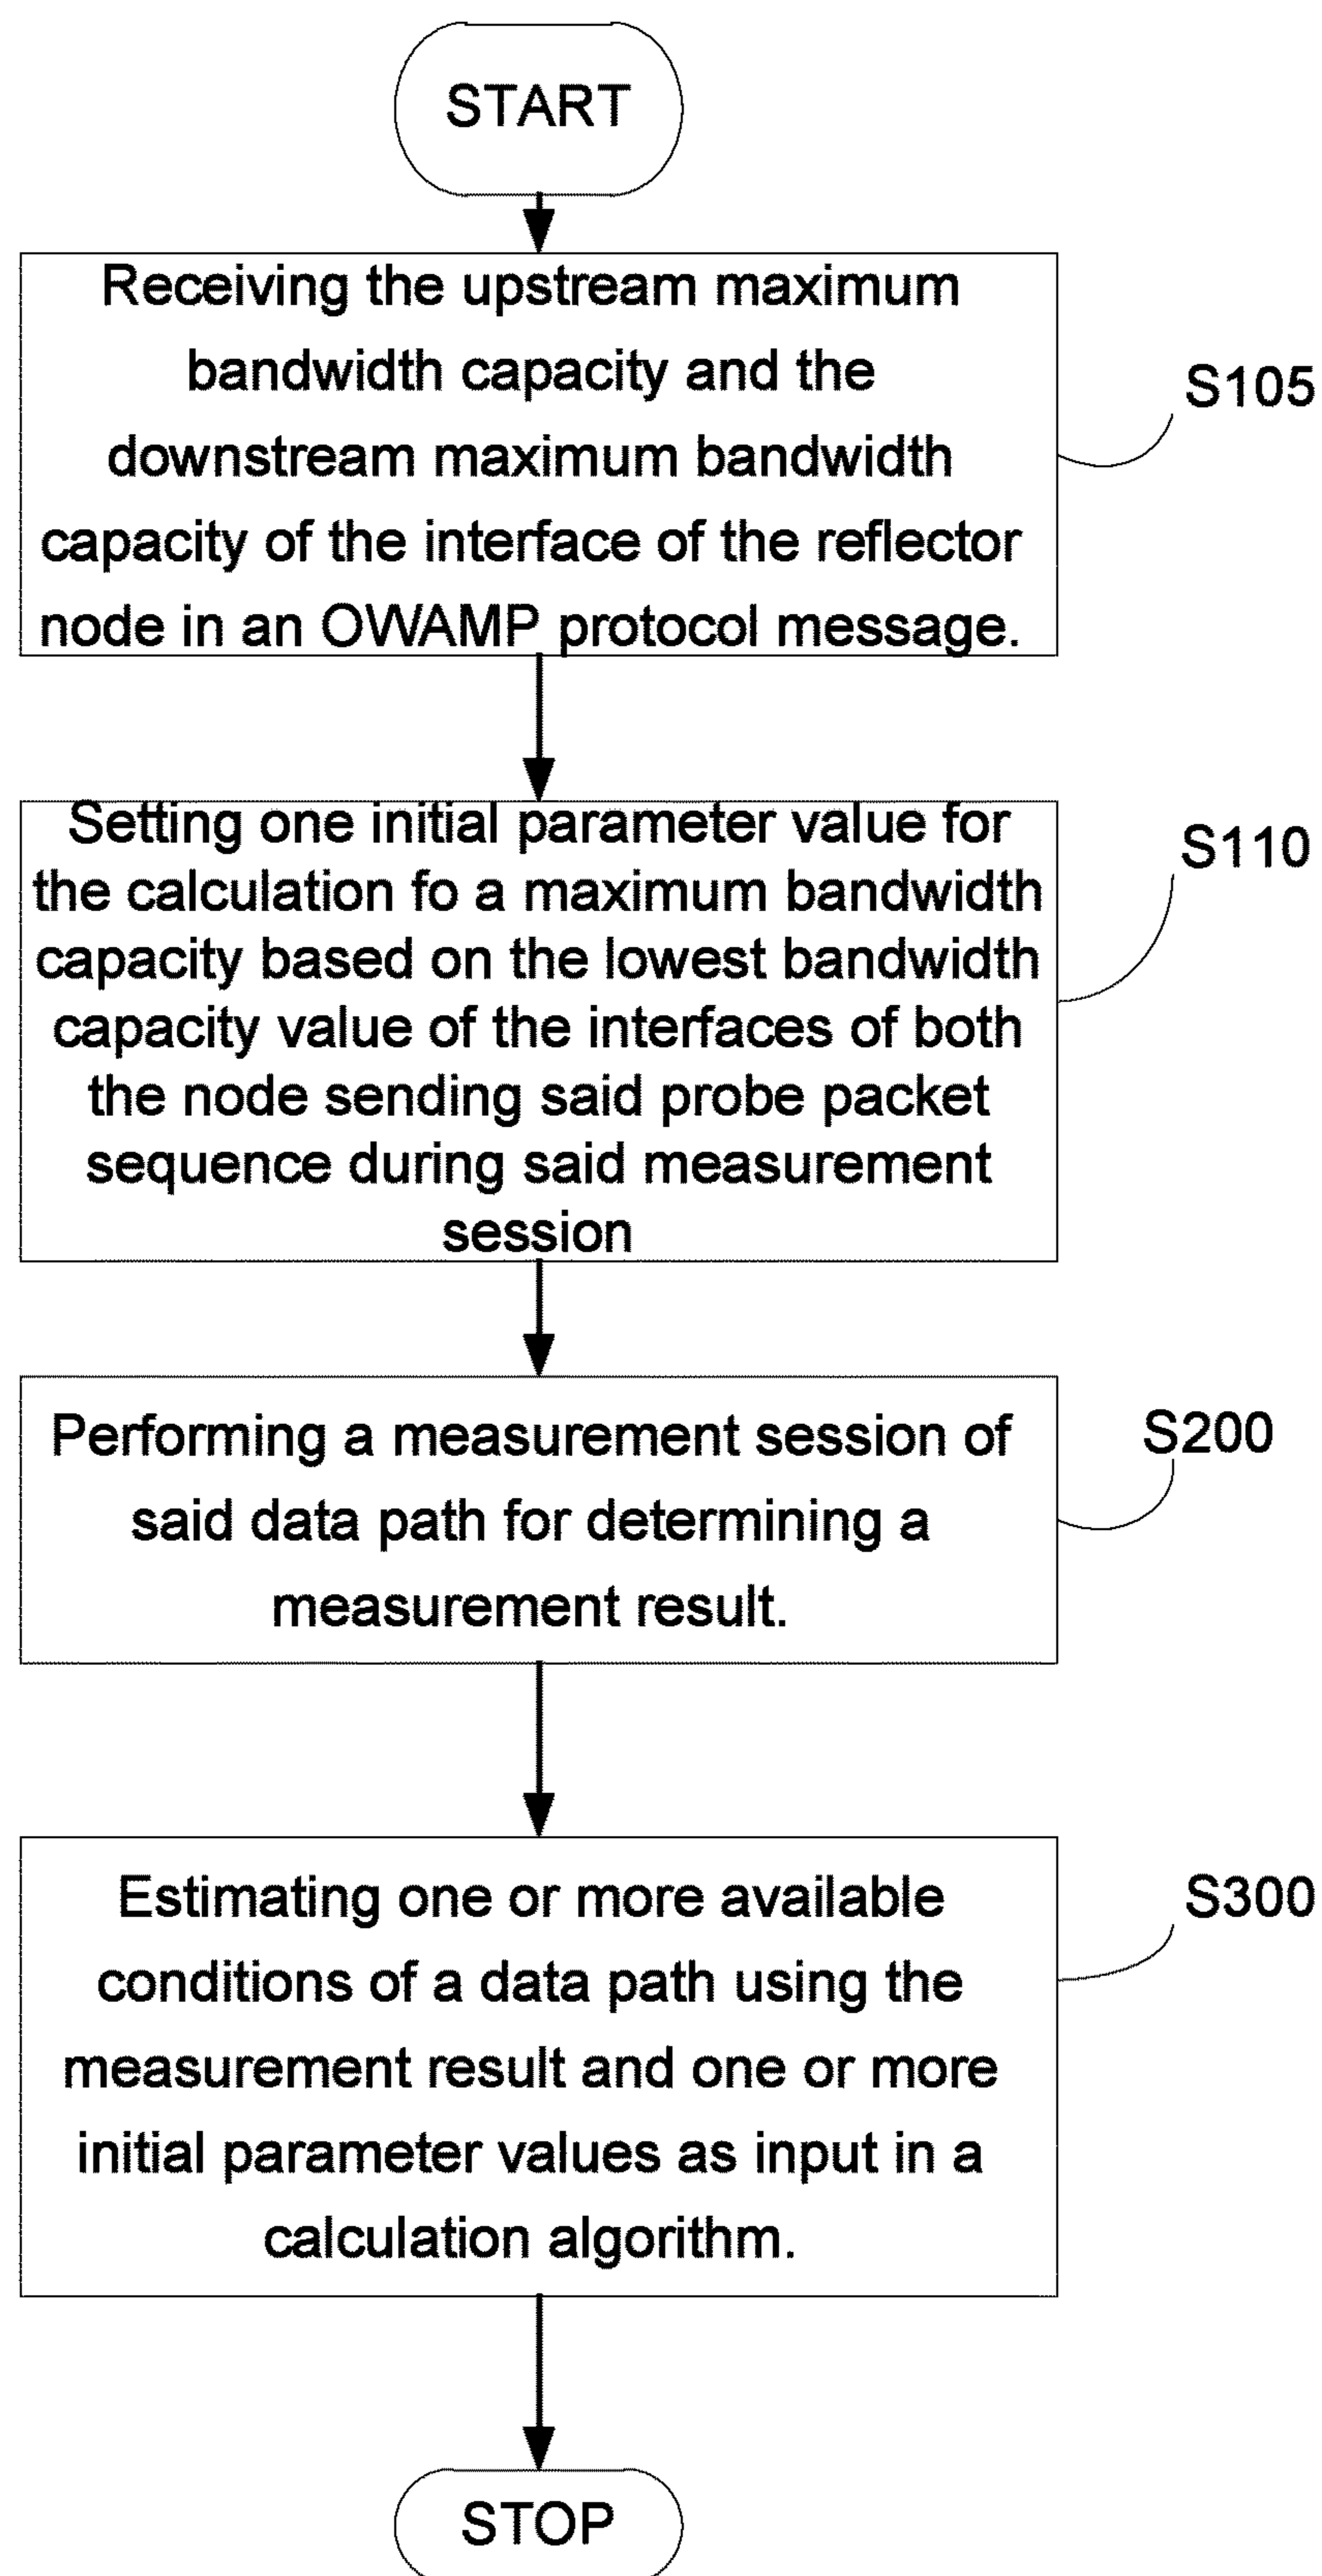 START
Receiving the upstream maximum
bandwidth capacity and the
downstream maximum bandwidth
capacity of the interface of the reflector
node in an OWAMP protocol message.
S105
Setting one initial parameter value for
the calculation fo a maximum bandwidth
capacity based on the lowest bandwidth
capacity value of the interfaces of both
the node sending said probe packet
sequence during said measurement
session
S110
Performing a measurement session of
said data path for determining a
measurement result.
S200
Estimating one or more available
conditions of a data path using the
measurement result and one or more
initial parameter values as input in a
calculation algorithm.
S300
STOP